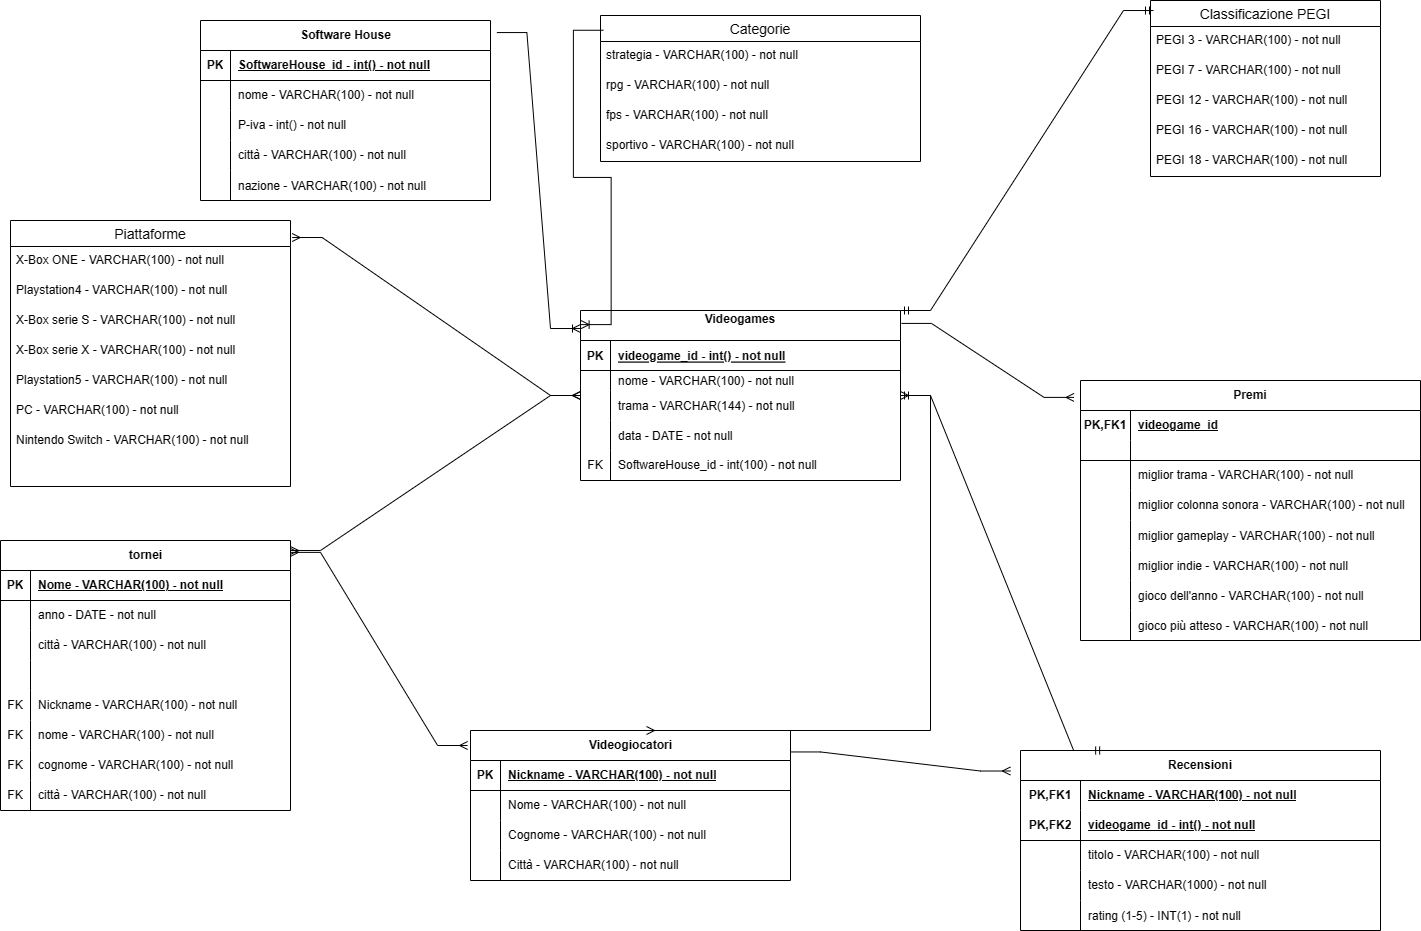 Software House
PK SoftwareHouse_id - int() - not null
nome - VARCHAR(100) - not null
P-iva - int() - not null
città - VARCHAR(100) - not null
nazione - VARCHAR(100) - not null
Categorie
strategia - VARCHAR(100) - not null
rpg - VARCHAR(100) - not null
fps - VARCHAR(100) - not null
sportivo - VARCHAR(100) - not null
Classificazione PEGI
PEGI 3 - VARCHAR(100) - not null
PEGI 7 - VARCHAR(100) - not null
PEGI 12 - VARCHAR(100) - not null
PEGI 16 - VARCHAR(100) - not null
PEGI 18 - VARCHAR(100) - not null
Piattaforme
X-Box ONE - VARCHAR(100) - not null
Playstation4 - VARCHAR(100) - not null
X-Box serie S - VARCHAR(100) - not null
X-Box serie X - VARCHAR(100) - not null
Playstation5 - VARCHAR(100) - not null
PC - VARCHAR(100) - not null
Nintendo Switch - VARCHAR(100) - not null
Videogames
PK videogame_id - int() - not null
nome - VARCHAR(100) - not null
trama - VARCHAR(144) - not null
data - DATE - not null
FK SoftwareHouse_id - int(100) - not null
Premi
PK,FK1 videogame_id
miglior trama - VARCHAR(100) - not null
miglior colonna sonora - VARCHAR(100) - not null
miglior gameplay - VARCHAR(100) - not null
miglior indie - VARCHAR(100) - not null
gioco dell'anno - VARCHAR(100) - not null
gioco più atteso - VARCHAR(100) - not null
tornei
PK Nome - VARCHAR(100) - not null
anno - DATE - not null
città - VARCHAR(100) - not null
FK Nickname - VARCHAR(100) - not null
FK nome - VARCHAR(100) - not null
FK cognome - VARCHAR(100) - not null
FK città - VARCHAR(100) - not null
Videogiocatori
PK Nickname - VARCHAR(100) - not null
Nome - VARCHAR(100) - not null
Cognome - VARCHAR(100) - not null
Città - VARCHAR(100) - not null
Recensioni
PK,FK1 Nickname - VARCHAR(100) - not null
PK,FK2 videogame_id - int() - not null
titolo - VARCHAR(100) - not null
testo - VARCHAR(1000) - not null
rating (1-5) - INT(1) - not null